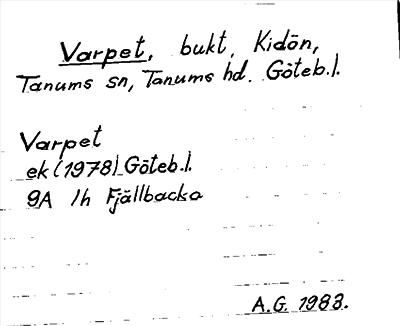 Varpet, bukt, Kidön,
Tanums sn, Tanums hd. Göteb.l.
Varpet
ek (1978) Göteb.l.
9A 1h Fjällbacka
A.G. 1983.